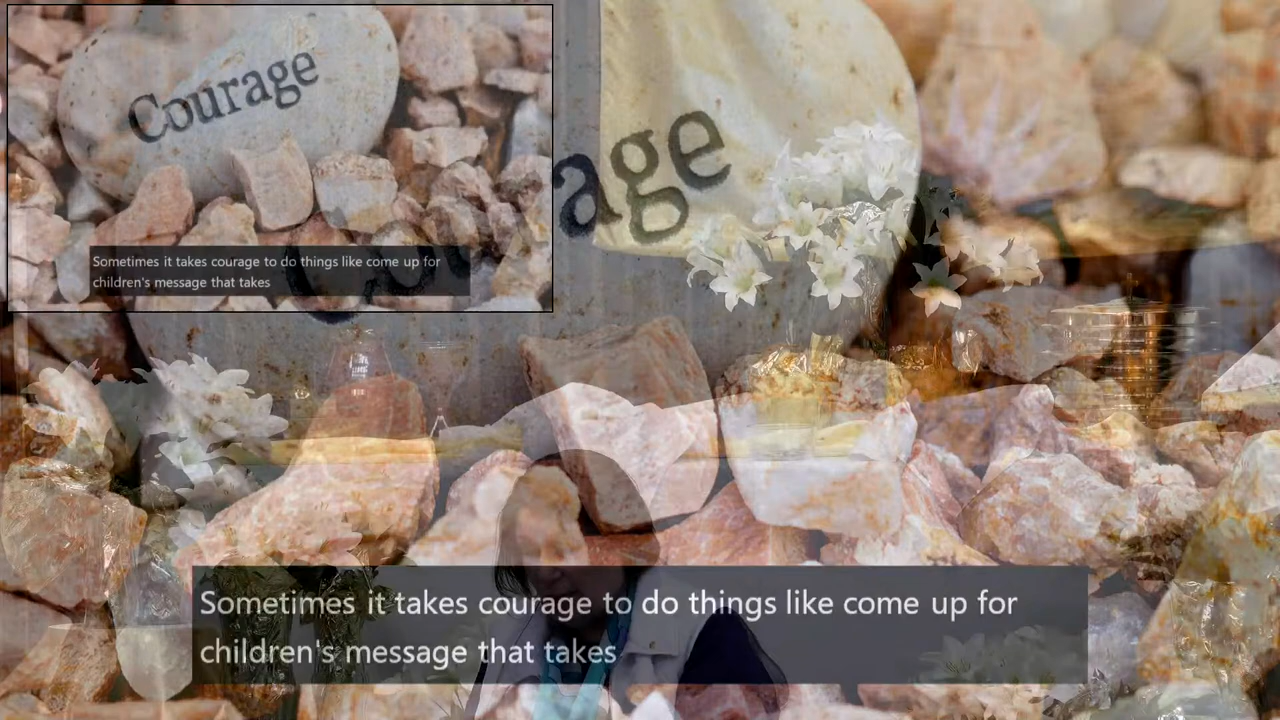 Courage
Sometimes it takes courage to do things like come up for
children's message that takes
age
Sometimes it takes courage to do things like come up for
children's message that takes